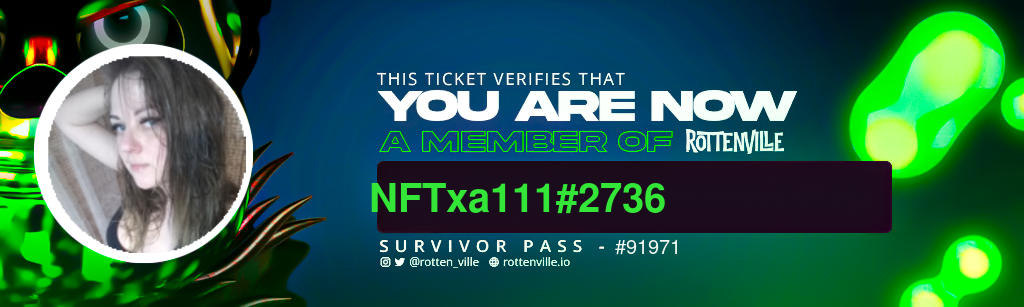 THIS TICKET VERIFIES THAT
YOU ARE NOW
A MEMBER OF ROTTENVILLE
NFTxa111#2736
SURVIVOR PASS - #91971
@rotten_ville rottenville.io